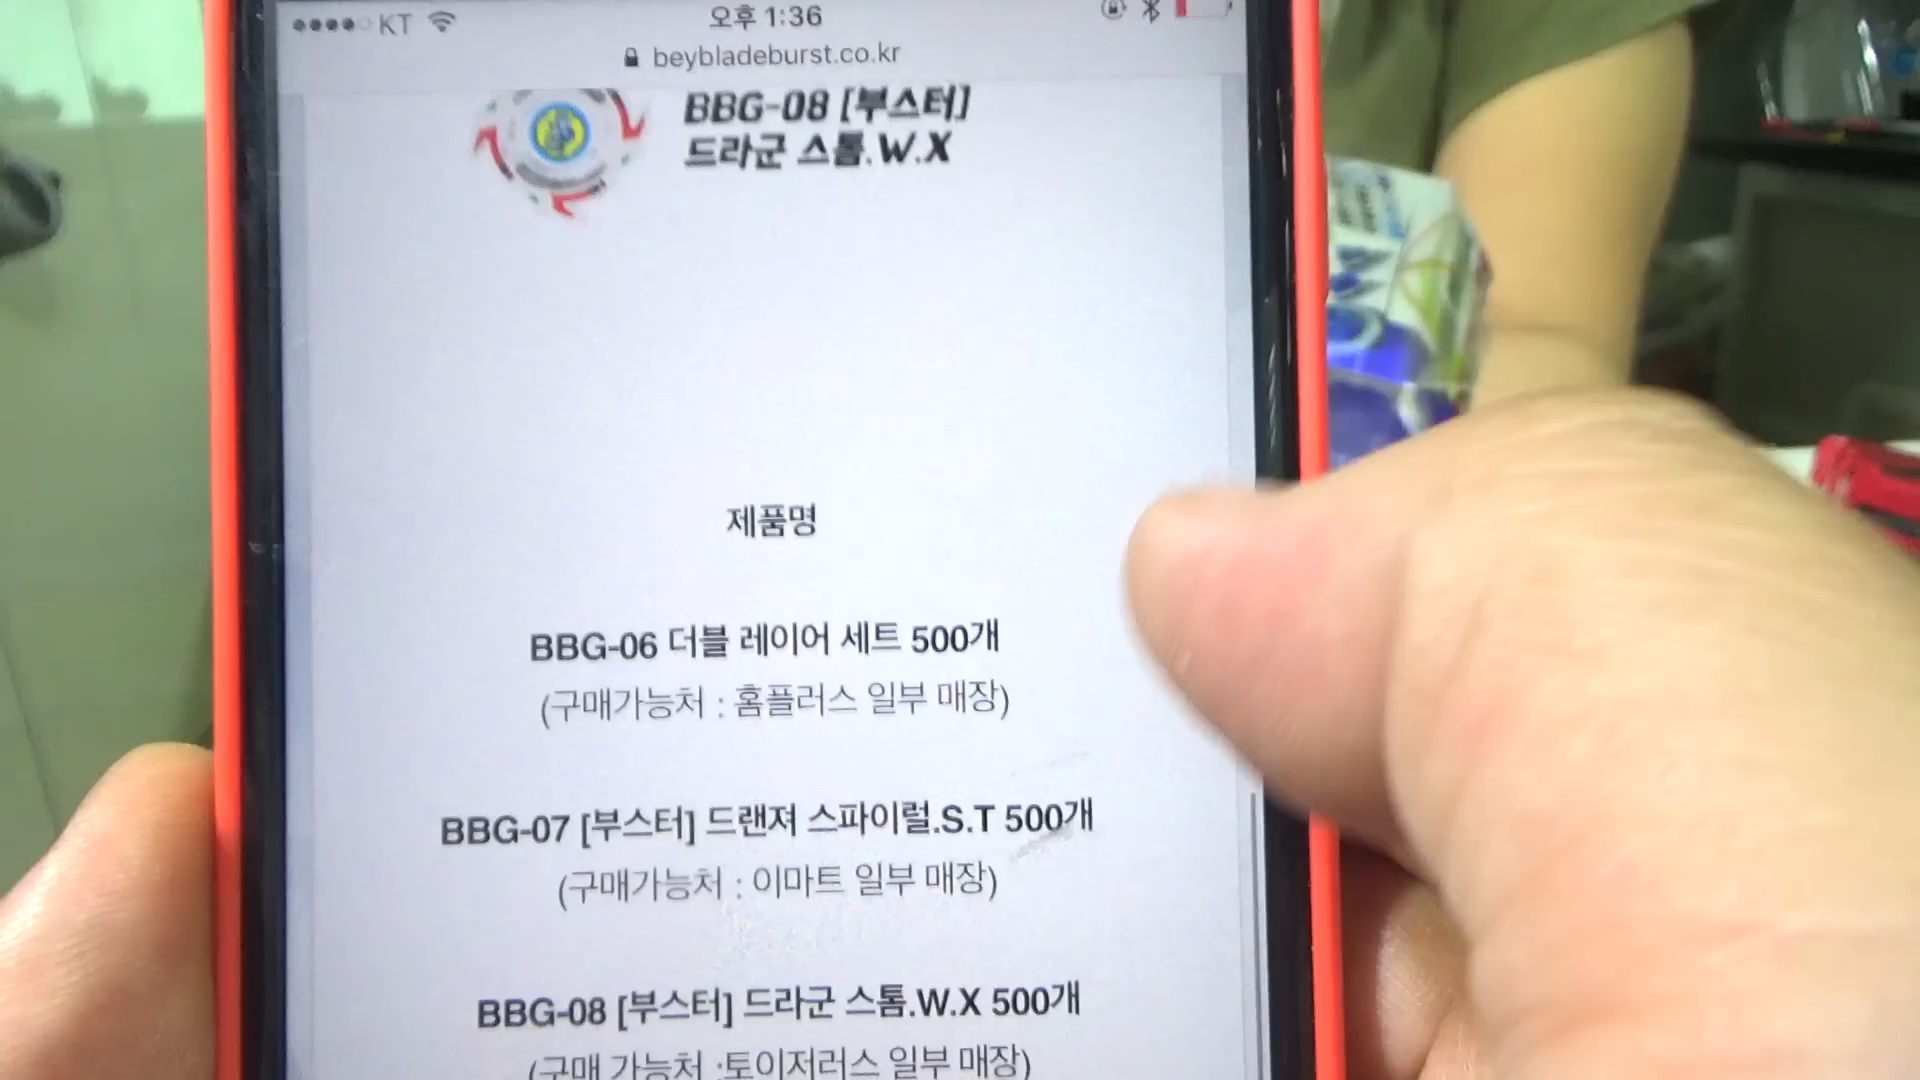 KT
오후 1:36
beybladeburst.co.kr
BBG-08 [부스터]
드라군 스톰.W.X
제품명
BBG-06 더블 레이어 세트 500개
(구매가능처 : 홈플러스 일부 매장)
BBG-07 [부스터] 드랜져 스파이럴.S.T 500개
(구매가능처 : 이마트 일부 매장)
BBG-08 [부스터] 드라군 스톰.W.X 500개
(구매 가능처 :토이저러스 일부 매장)